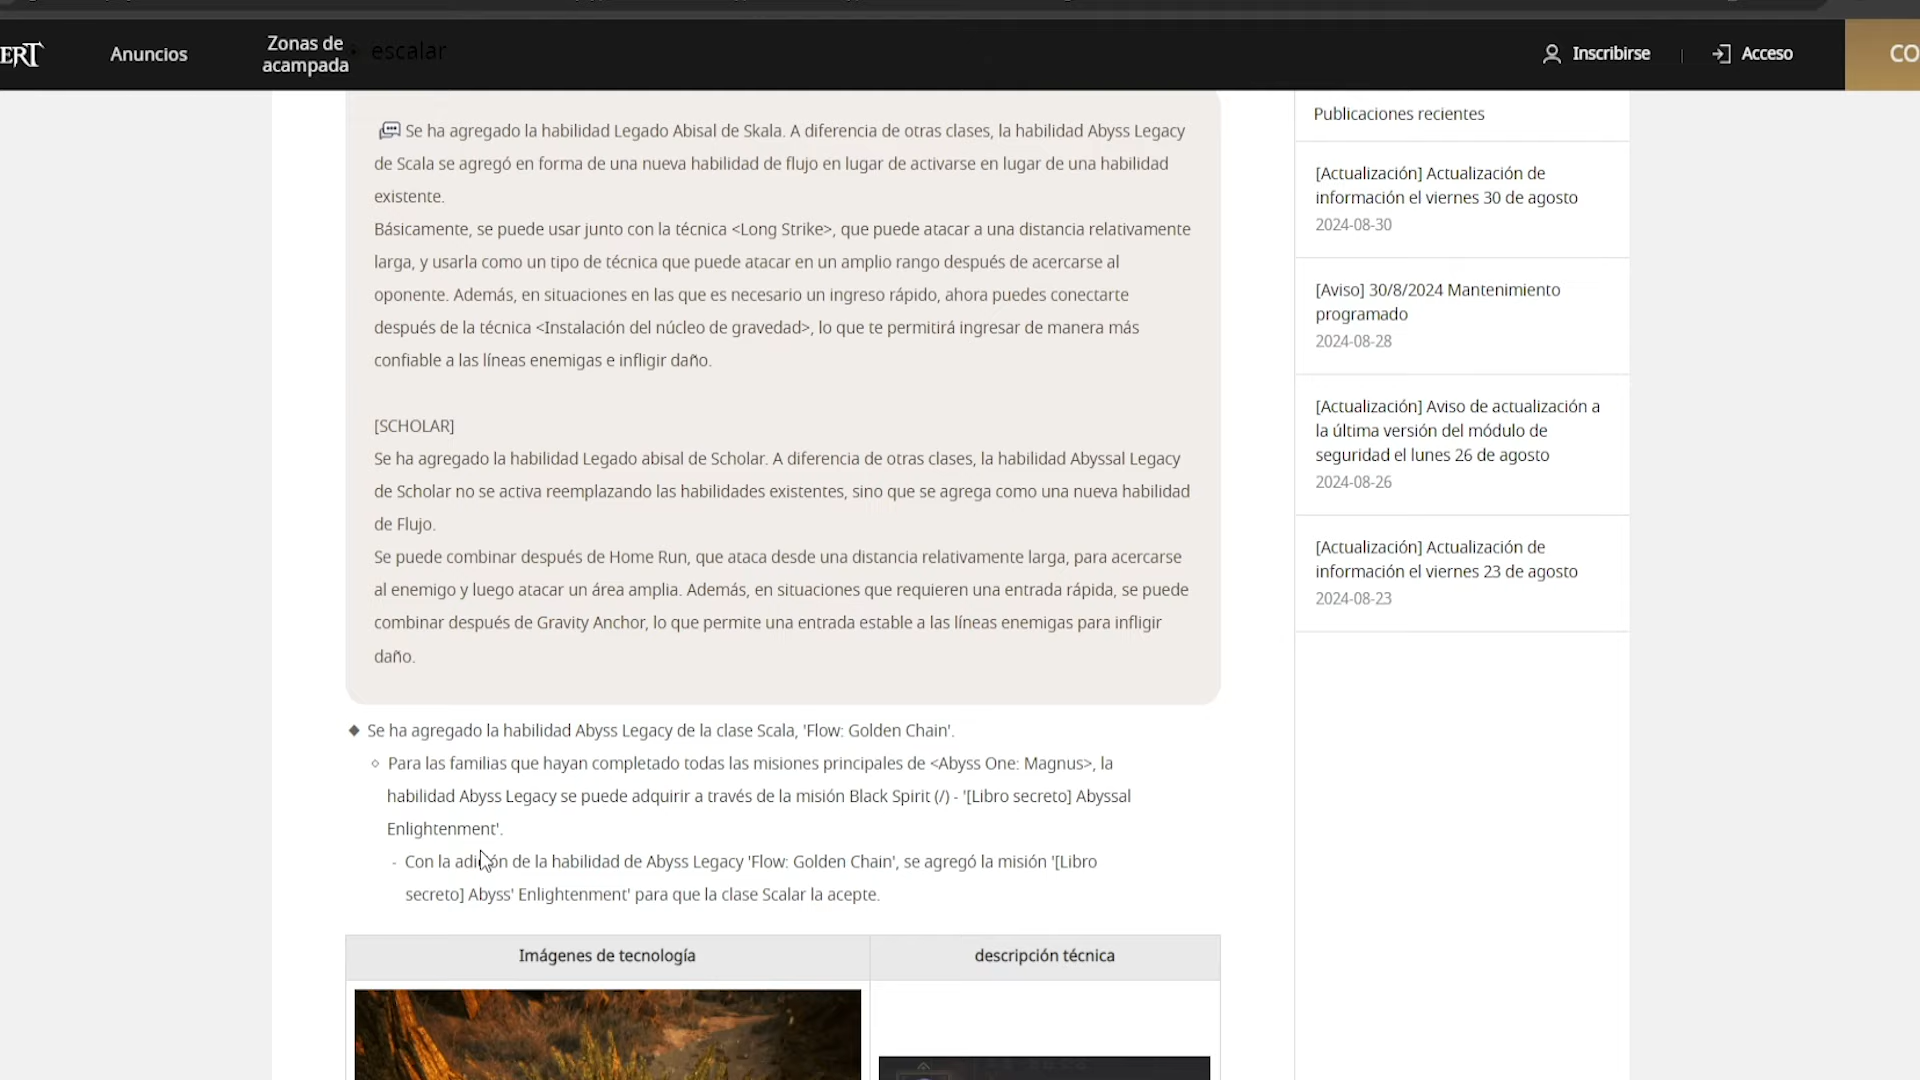 ERT
Anuncios
Zonas de
acampada
escalar
Inscribirse
Acceso
CO
Se ha agregado la habilidad Legado Abisal de Skala. A diferencia de otras clases, la habilidad Abyss Legacy
de Scala se agregó en forma de una nueva habilidad de flujo en lugar de activarse en lugar de una habilidad
existente.
Básicamente, se puede usar junto con la técnica <Long Strike>, que puede atacar a una distancia relativamente
larga, y usarla como un tipo de técnica que puede atacar en un amplio rango después de acercarse al
oponente. Además, en situaciones en las que es necesario un ingreso rápido, ahora puedes conectarte
después de la técnica <Instalación del núcleo de gravedad>, lo que te permitirá ingresar de manera más
confiable a las líneas enemigas e infligir daño.
[SCHOLAR]
Se ha agregado la habilidad Legado abisal de Scholar. A diferencia de otras clases, la habilidad Abyssal Legacy
de Scholar no se activa reemplazando las habilidades existentes, sino que se agrega como una nueva habilidad
de Flujo.
Se puede combinar después de Home Run, que ataca desde una distancia relativamente larga, para acercarse
al enemigo y luego atacar un área amplia. Además, en situaciones que requieren una entrada rápida, se puede
combinar después de Gravity Anchor, lo que permite una entrada estable a las líneas enemigas para infligir
daño.
◆ Se ha agregado la habilidad Abyss Legacy de la clase Scala, 'Flow: Golden Chain'.
◇ Para las familias que hayan completado todas las misiones principales de <Abyss One: Magnus>, la
habilidad Abyss Legacy se puede adquirir a través de la misión Black Spirit (/) - '[Libro secreto] Abyssal
Enlightenment'.
- Con la adición de la habilidad de Abyss Legacy 'Flow: Golden Chain', se agregó la misión '[Libro
secreto] Abyss' Enlightenment' para que la clase Scalar la acepte.
Imágenes de tecnología
descripción técnica
Publicaciones recientes
[Actualización] Actualización de
información el viernes 30 de agosto
2024-08-30
[Aviso] 30/8/2024 Mantenimiento
programado
2024-08-28
[Actualización] Aviso de actualización a
la última versión del módulo de
seguridad el lunes 26 de agosto
2024-08-26
[Actualización] Actualización de
información el viernes 23 de agosto
2024-08-23